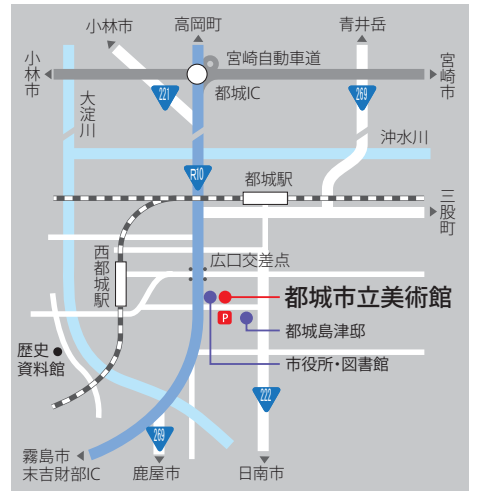 小林市
高岡町
青井岳
小林市
宮崎自動車道
宮崎市
221
都城IC
269
大淀川
沖水川
R10
都城駅
三股町
西都城駅
広口交差点
都城市立美術館
P
都城島津邸
歴史
資料館
市役所・図書館
222
269
霧島市
末吉財部IC
鹿屋市
日南市